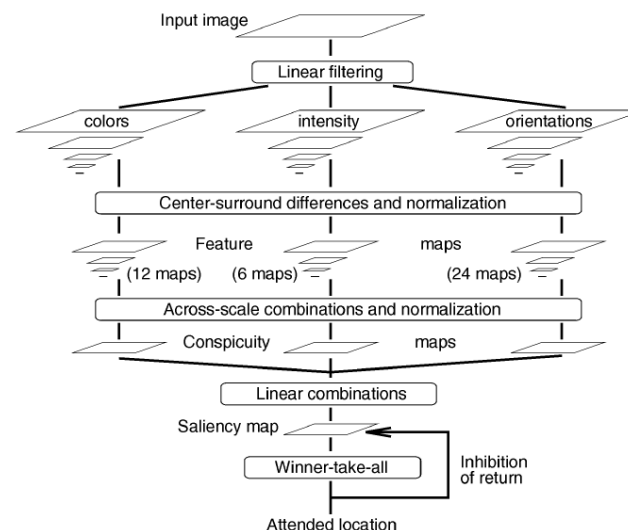 Input image
Linear filtering
colors intensity orientations
Center-surround differences and normalization
Feature maps
(12 maps) (6 maps) (24 maps)
Across-scale combinations and normalization
Conspicuity maps
Linear combinations
Saliency map
Winner-take-all
Inhibition
of return
Attended location